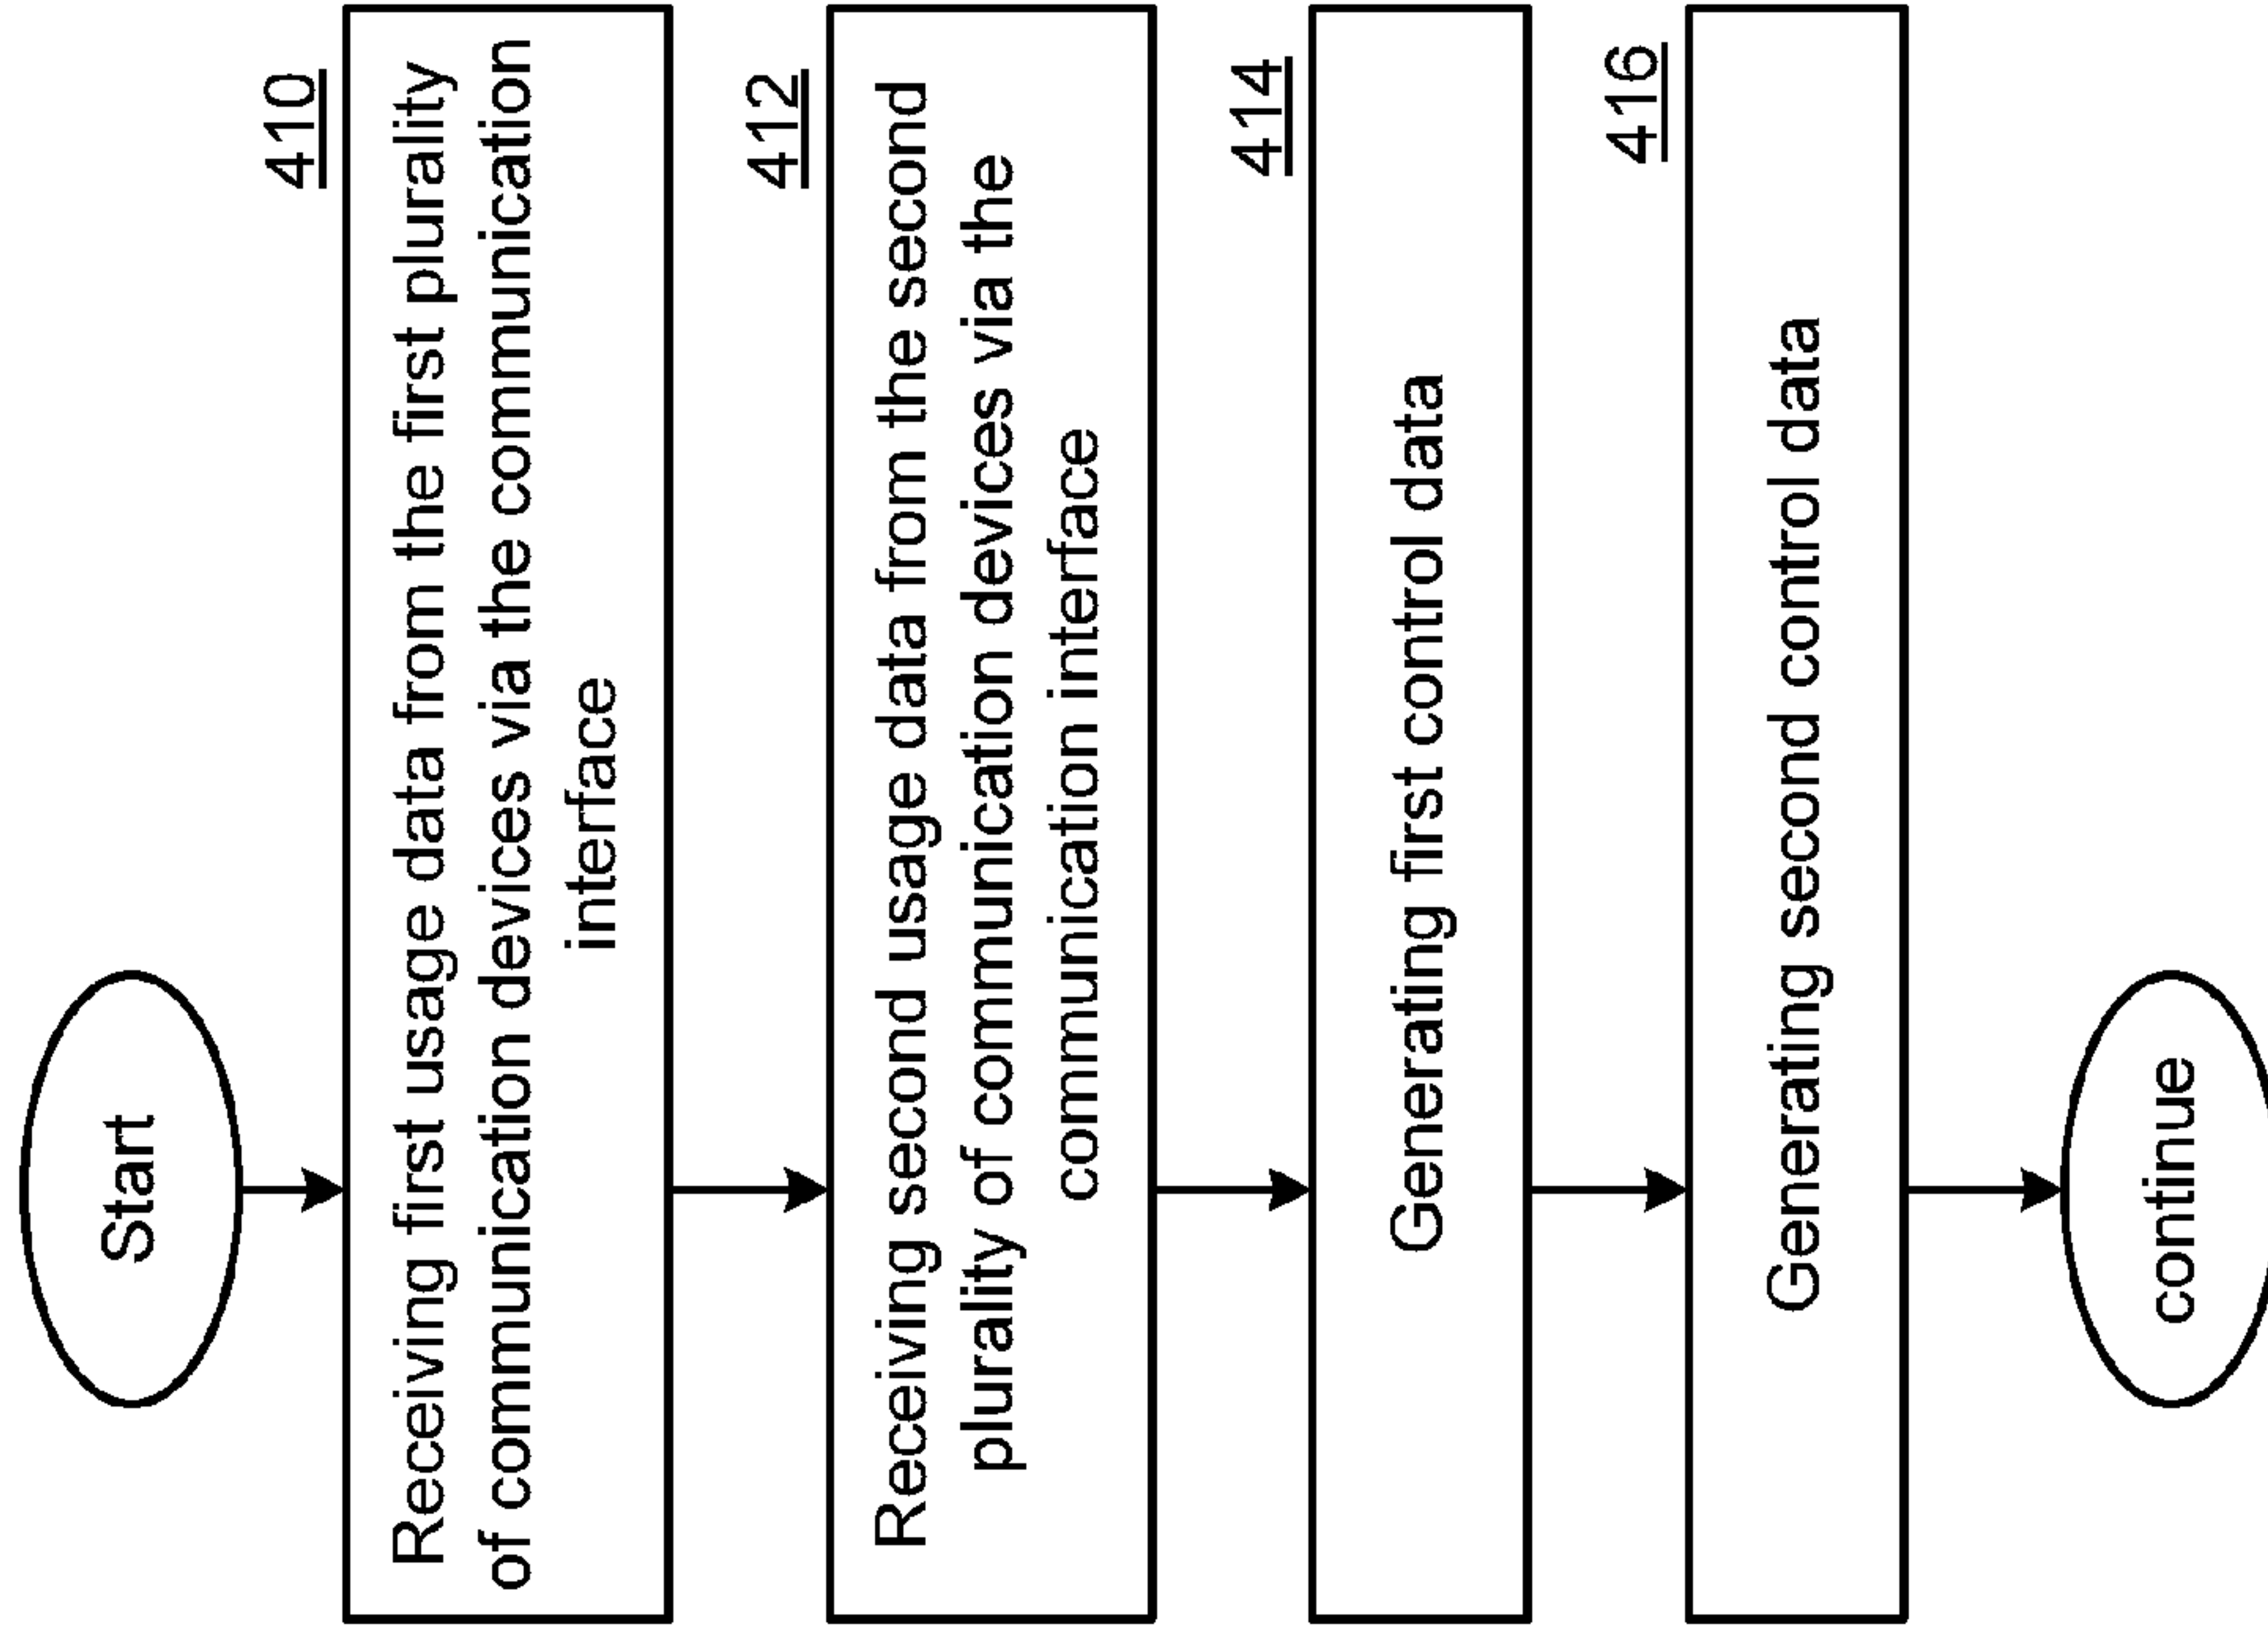 Start
410
Receiving first usage data from the first plurality
of communication devices via the communication
interface
412
Receiving second usage data from the second
plurality of communication devices via the
communication interface
414
Generating first control data
416
Generating second control data
continue